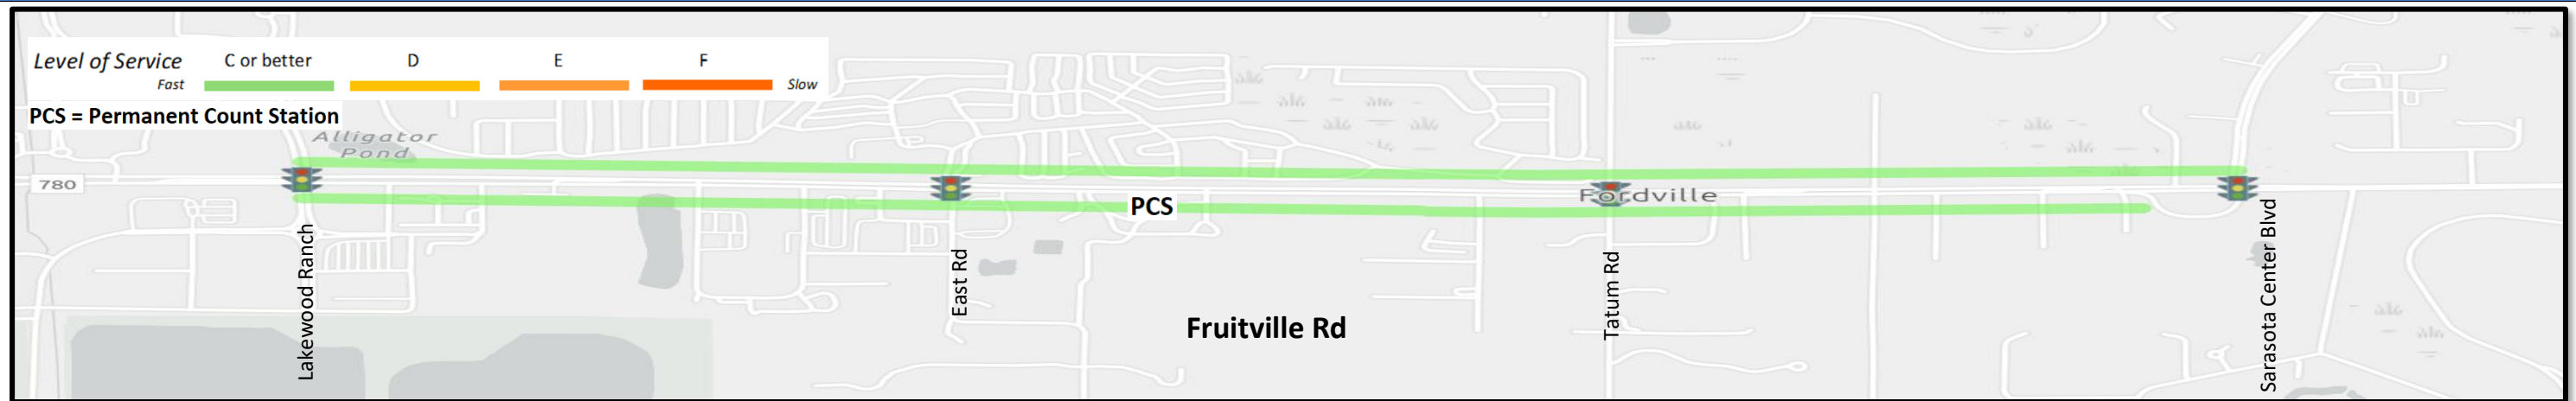 Level of Service
C or better
D
E
F
Fast
Slow
PCS = Permanent Count Station
Alligator
Pond
780
PCS
Fordville
Lakewood Ranch
East Rd
Tatum Rd
Sarasota Center Blvd
Fruitville Rd